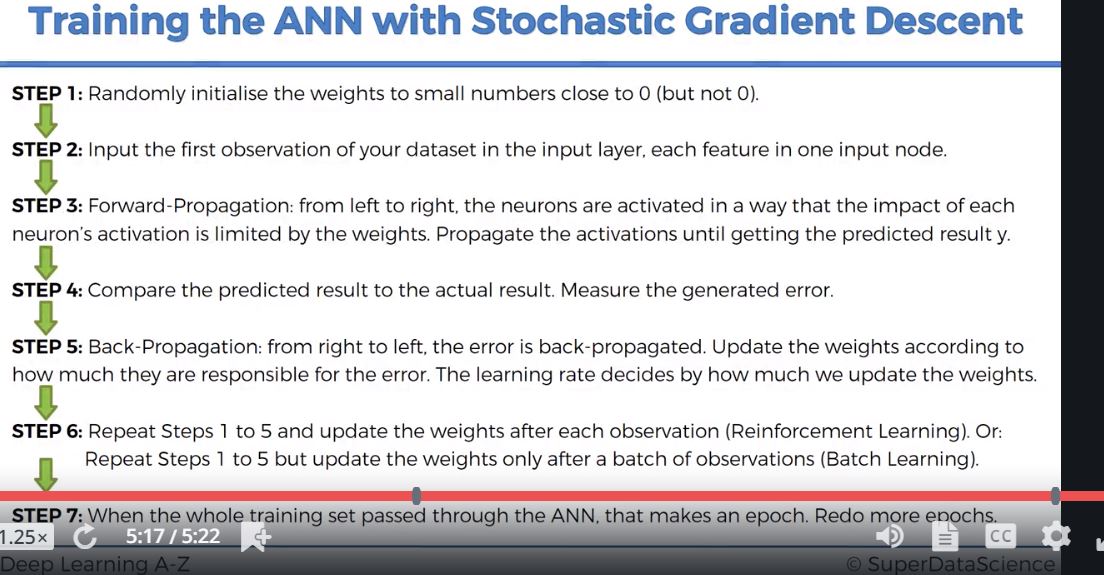 Training the ANN with Stochastic Gradient Descent
STEP 1: Randomly initialise the weights to small numbers close to 0 (but not 0).
STEP 2: Input the first observation of your dataset in the input layer, each feature in one input node.
STEP 3: Forward-Propagation: from left to right, the neurons are activated in a way that the impact of each
neuron's activation is limited by the weights. Propagate the activations until getting the predicted result y.
STEP 4: Compare the predicted result to the actual result. Measure the generated error.
STEP 5: Back-Propagation: from right to left, the error is back-propagated. Update the weights according to
how much they are responsible for the error. The learning rate decides by how much we update the weights.
STEP 6: Repeat Steps 1 to 5 and update the weights after each observation (Reinforcement Learning). Or:
Repeat Steps 1 to 5 but update the weights only after a batch of observations (Batch Learning).
STEP 7: When the whole training set passed through the ANN, that makes an epoch. Redo more epochs.
1.25x 5:17 / 5:22 CC
Deep Learning A-Z © SuperDataScience